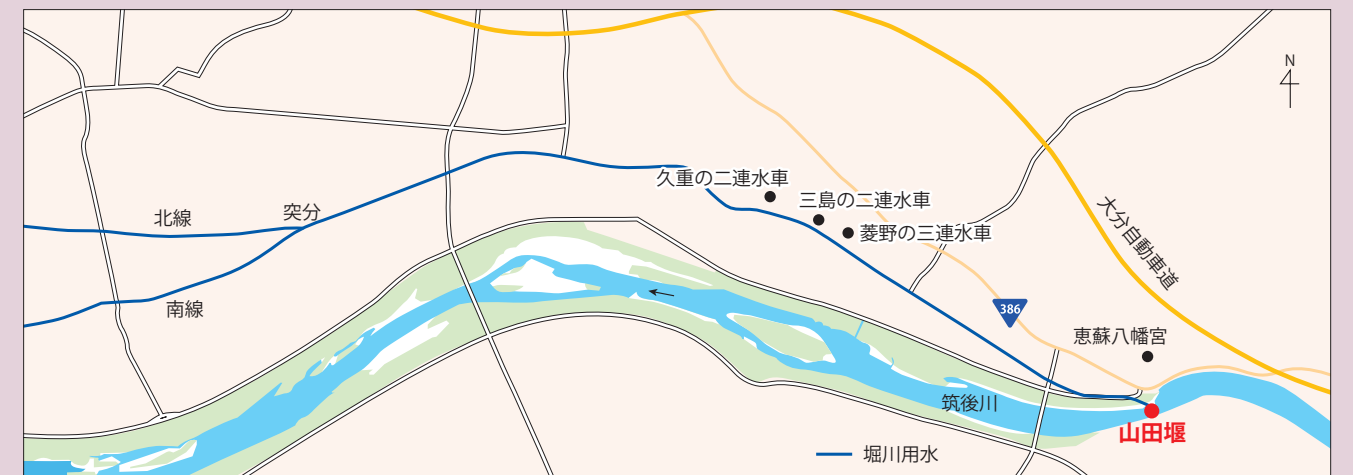 N
久重の二連水車
三島の二連水車
菱野の三連水車
大分自動車道
北線
突分
南線
386
恵蘇八幡宮
筑後川
山田堰
堀川用水